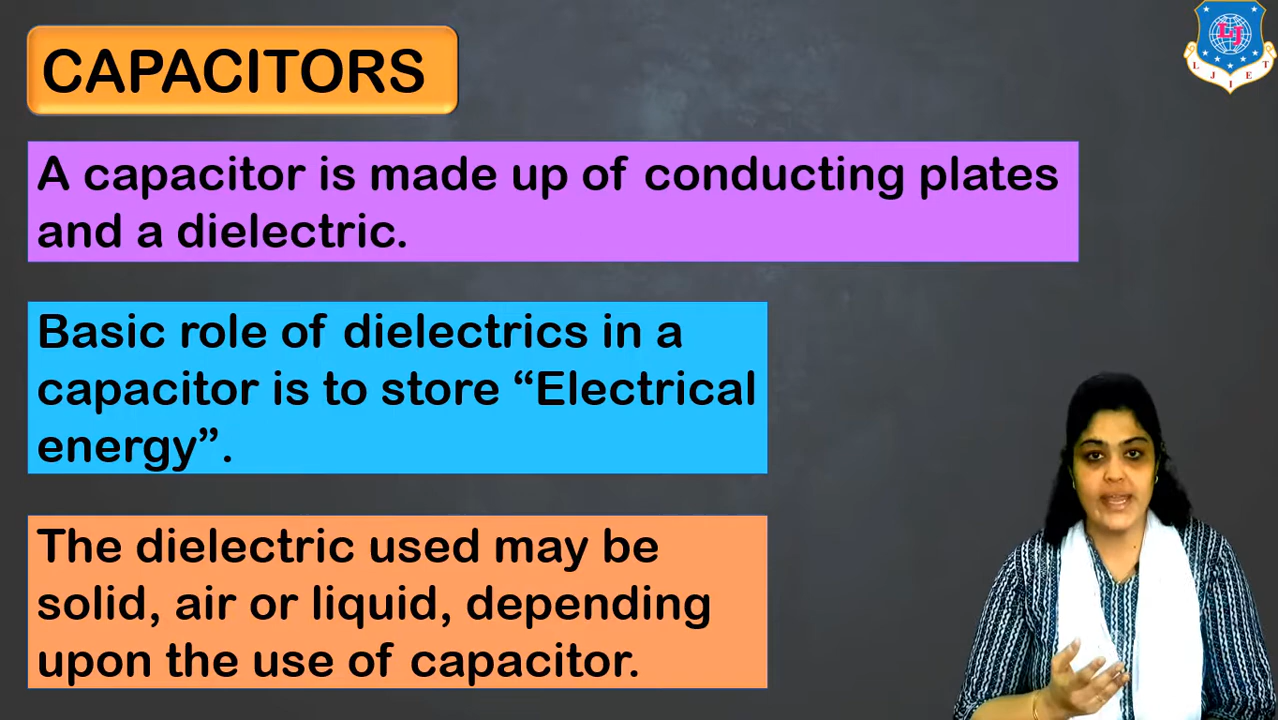 CAPACITORS
LJ
L J I E T
A capacitor is made up of conducting plates
and a dielectric.
Basic role of dielectrics in a
capacitor is to store “Electrical
energy”.
The dielectric used may be
solid, air or liquid, depending
upon the use of capacitor.